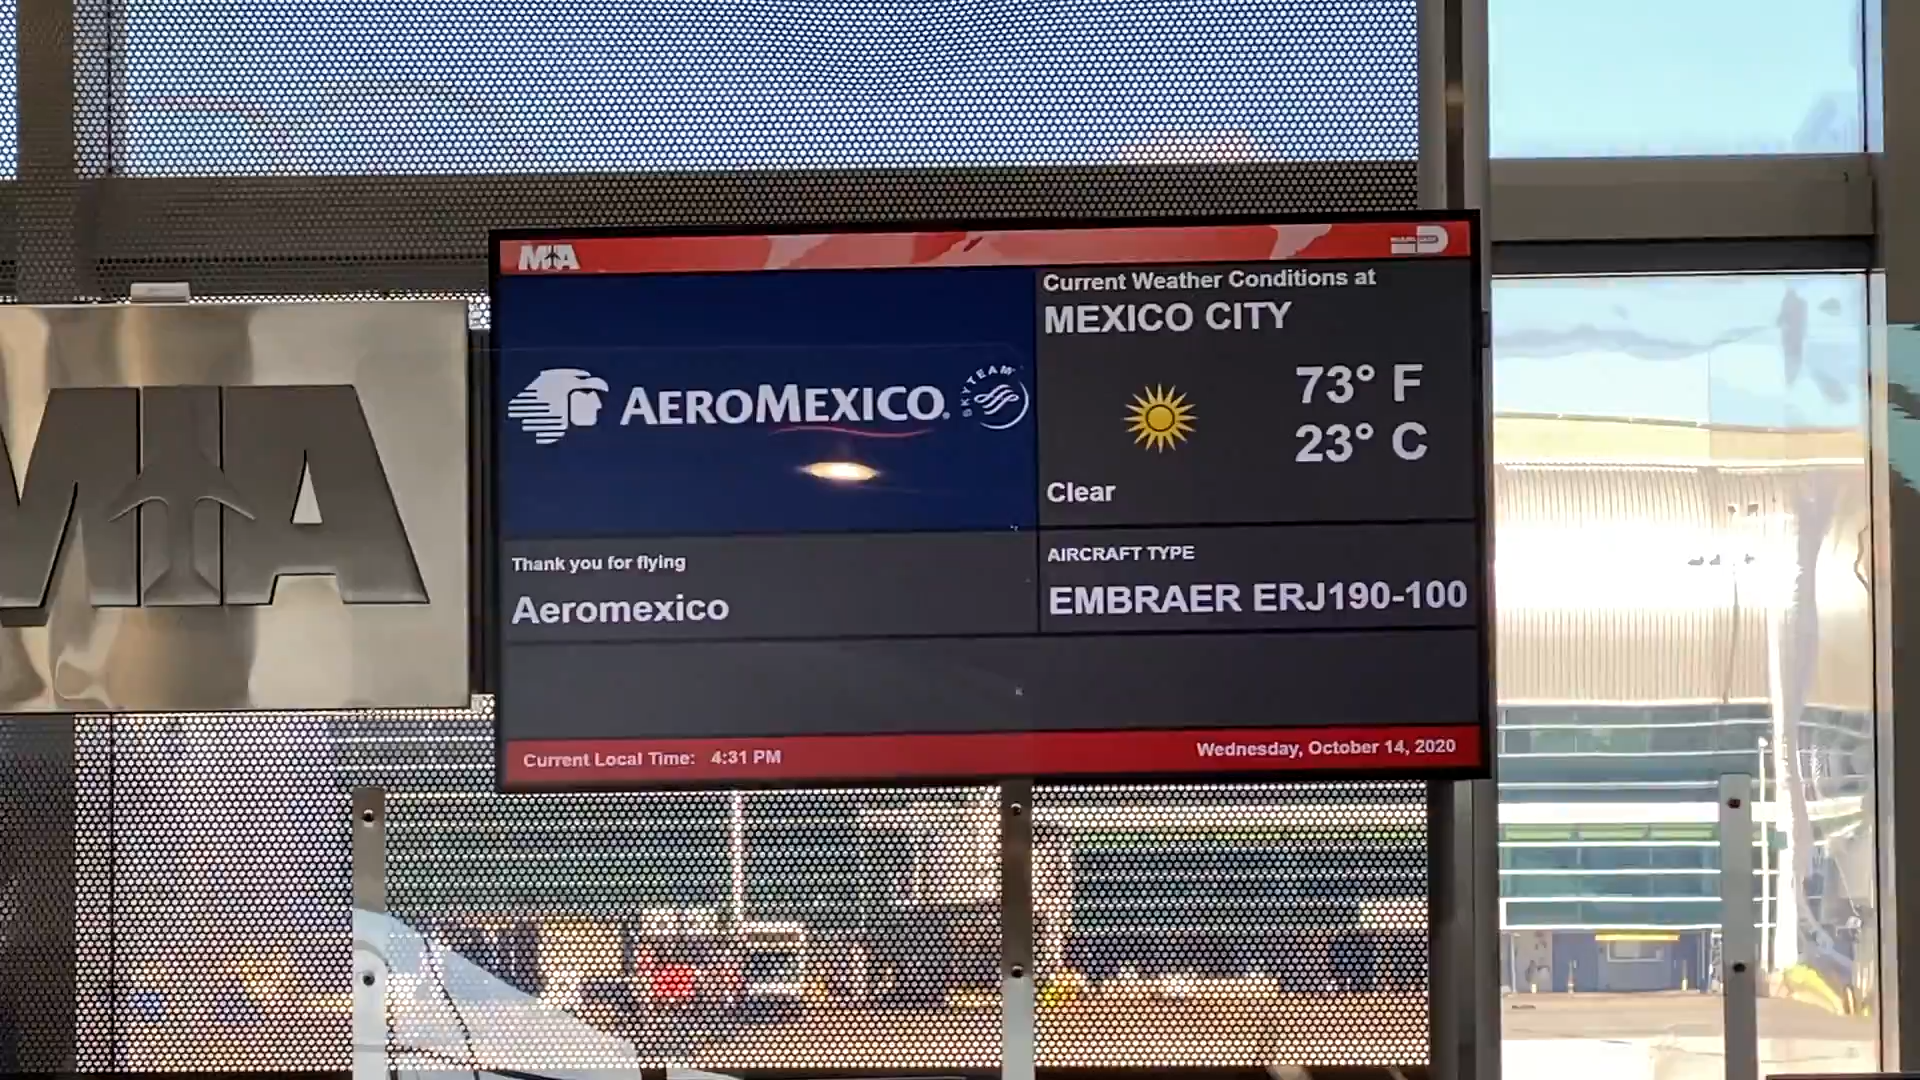 MIA
MIA
AEROMEXICO.
SKYTEAM
Current Weather Conditions at
MEXICO CITY
73° F
23° C
Clear
Thank you for flying
Aeromexico
AIRCRAFT TYPE
EMBRAER ERJ190-100
Current Local Time: 4:31 PM
Wednesday, October 14, 2020